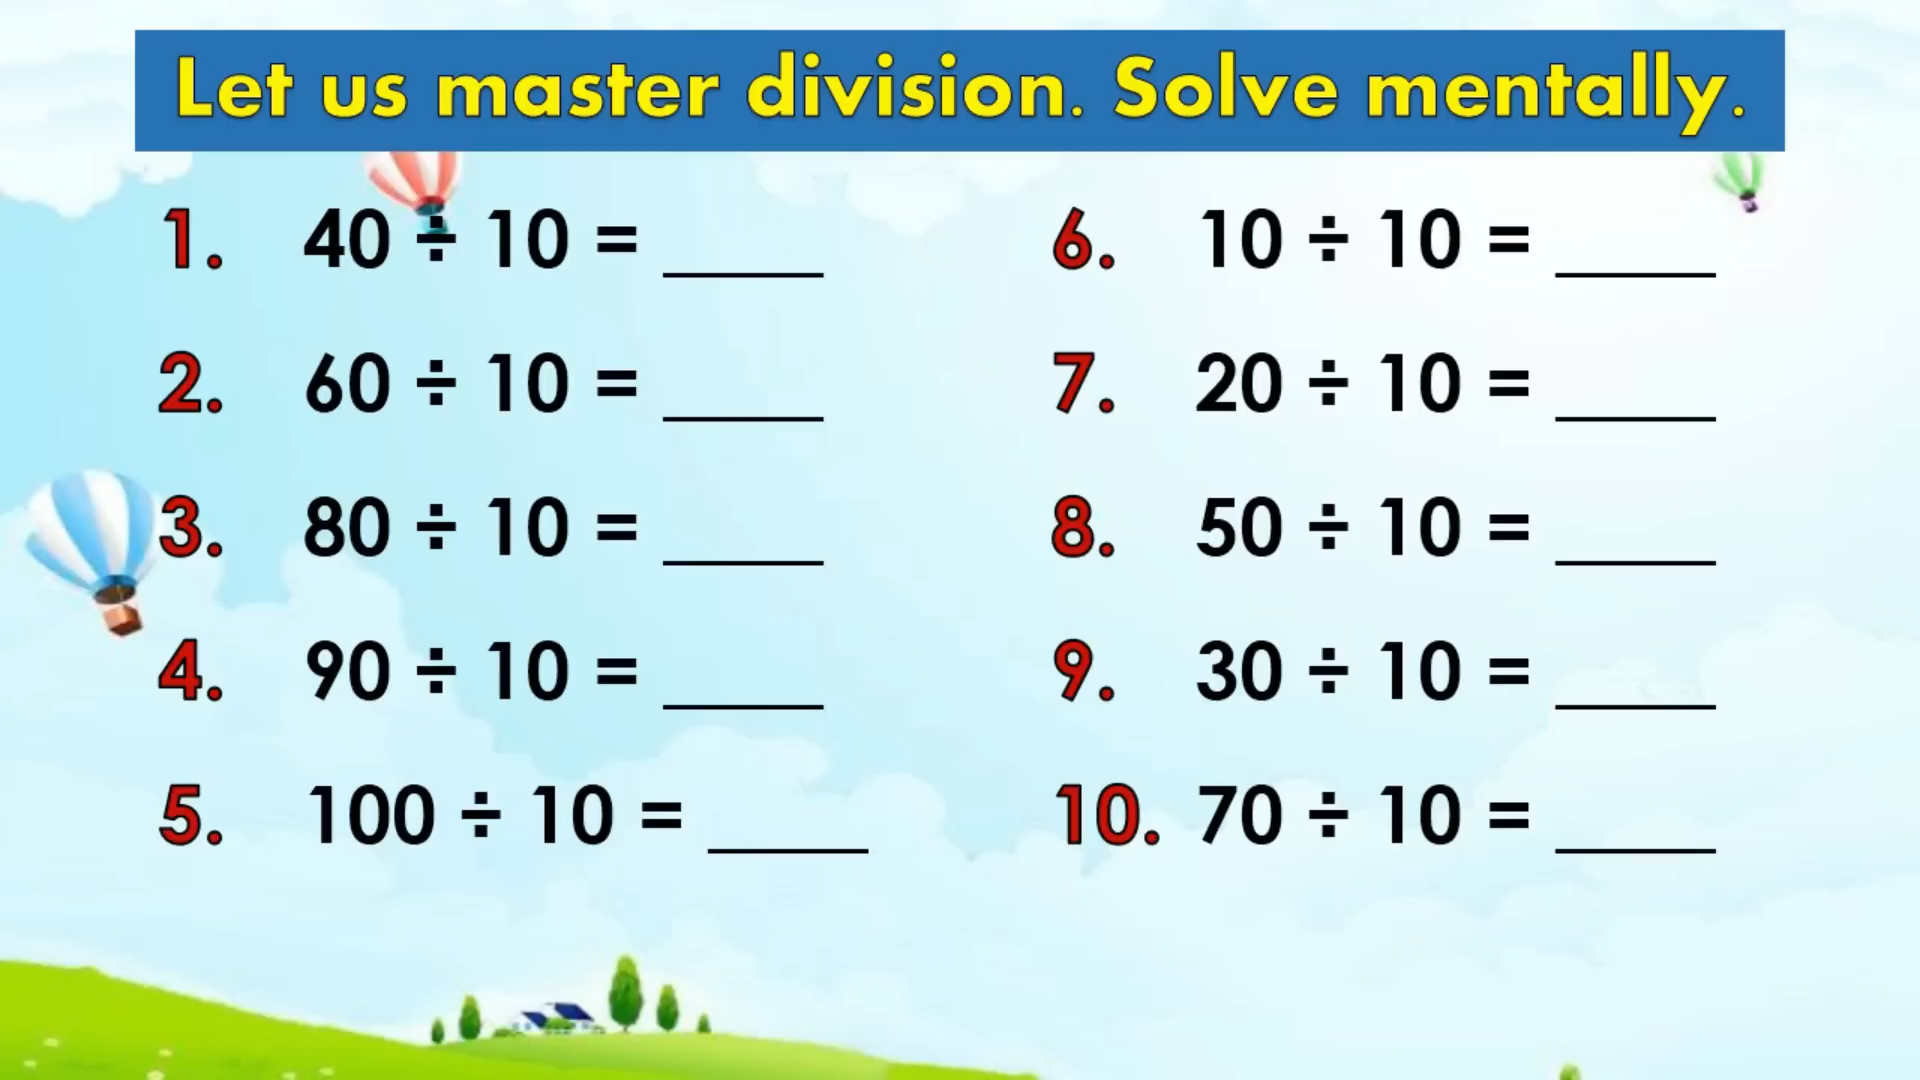 Let us master division. Solve mentally.
1. 40 ÷ 10 = ____
2. 60 ÷ 10 = ____
3. 80 ÷ 10 = ____
4. 90 ÷ 10 = ____
5. 100 ÷ 10 = ____
6. 10 ÷ 10 = ____
7. 20 ÷ 10 = ____
8. 50 ÷ 10 = ____
9. 30 ÷ 10 = ____
10. 70 ÷ 10 = ____